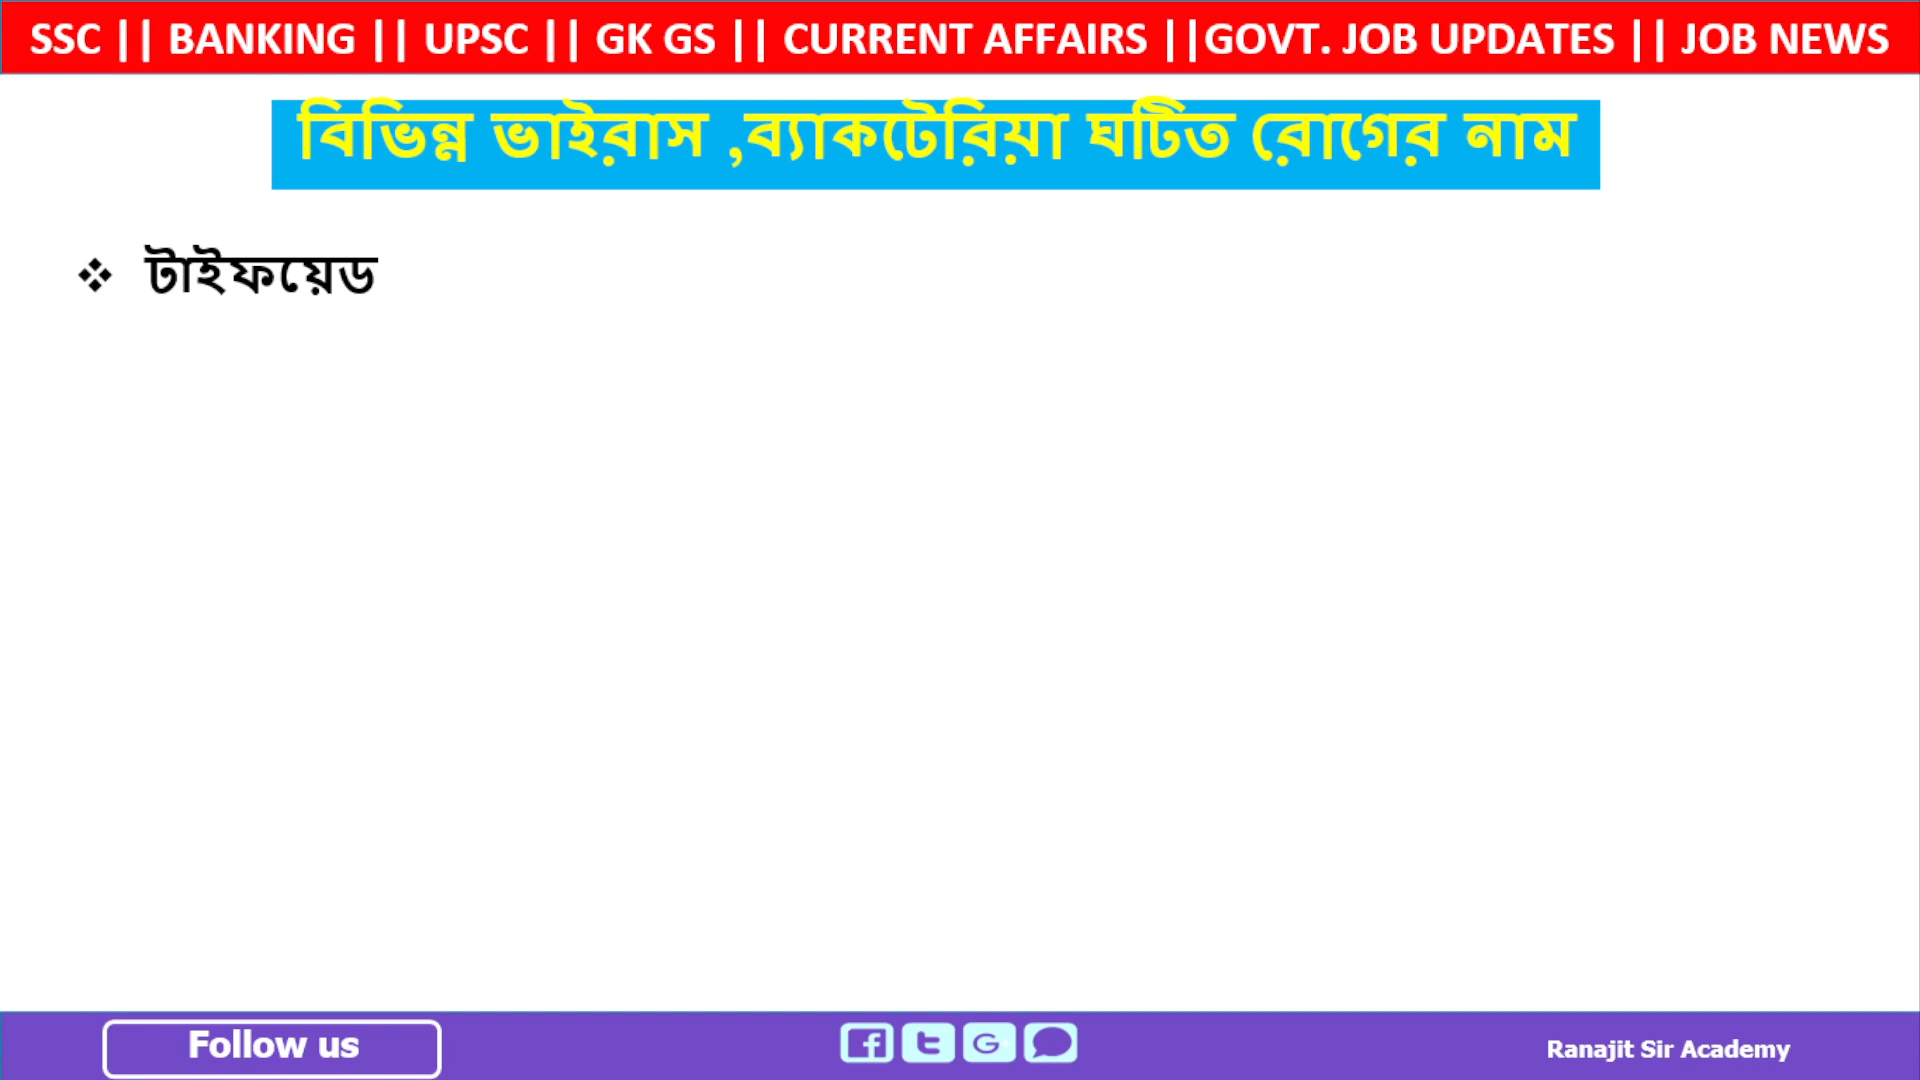 SSC || BANKING || UPSC || GK GS || CURRENT AFFAIRS ||GOVT. JOB UPDATES || JOB NEWS
বিভিন্ন ভাইরাস ,ব্যাকটেরিয়া ঘটিত রোগের নাম
❖ টাইফয়েড
Follow us
Ranajit Sir Academy